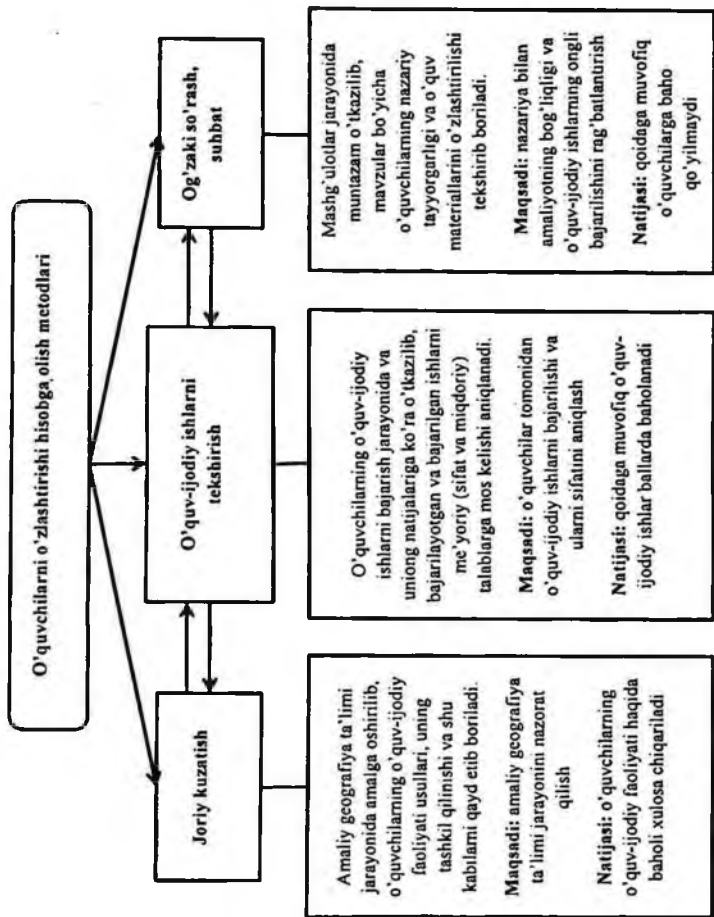 O'quvchilarni o'zlashtirishi hisobga olish metodlari
Joriy kuzatish
O'quv-ijodiy ishlarni
tekshirish
Og'zaki so'rash,
suhbat
Amaliy geografiya ta'limi
jarayonida amalga oshirilib,
o'quvchilarning o'quv-ijodiy
faoliyati usullari, uning
tashkil qilinishi va shu
kabilarni qayd etib boriladi.
Maqsadi: amaliy geografiya
ta'limi jarayonini nazorat
qilish
Natijasi: o'quvchilarning
o'quv-ijodiy faoliyati haqida
baholi xulosa chiqariladi
O'quvchilarning o'quv-ijodiy
ishlarni bajarish jarayonida va
uniong natijalariga ko'ra o'tkazilib,
bajarilayotgan va bajarilgan ishlarni
me'yoriy (sifat va miqdoriy)
talablarga mos kelishi aniqlanadi.
Maqsadi: o'quvchilar tomonidan
o'quv-ijodiy ishlarni bajarilishi va
ularni sifatini aniqlash
Natijasi: qoidaga muvofiq o'quv-
ijodiy ishlar ballarda baholanadi
Mashg'ulotlar jarayonida
muntazam o'tkazilib,
mavzular bo'yicha
o'quvchilarning nazariy
tayyorgarligi va o'quv
materiallarini o'zlashtirilishi
tekshirib boriladi.
Maqsadi: nazariya bilan
amaliyotning bog'liqligi va
o'quv-ijodiy ishlarnung ongli
bajarilishini rag'batlanturish
Natijasi: qoidaga muvofiq
o'quvchilarga baho
qo'yilmaydi